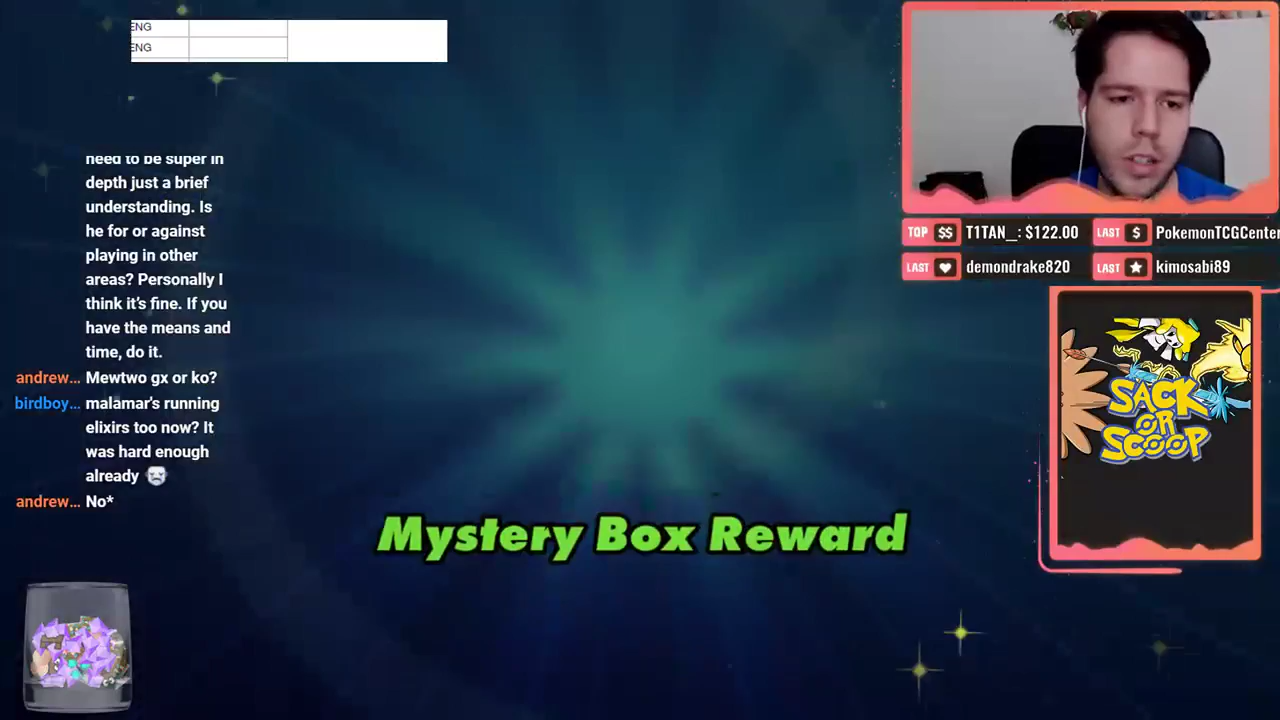 ENG
ENG
need to be super in
depth just a brief
understanding. Is
he for or against
playing in other
areas? Personally I
think it's fine. If you
have the means and
time, do it.
andrew... Mewtwo gx or ko?
birdboy... malamar's running
elixirs too now? It
was hard enough
already
andrew... No*
Mystery Box Reward
TOP $$ T1TAN_: $122.00
LAST $ PokemonTCGCenter
LAST demondrake820
LAST kimosabi89
SACK
OR
SCOOP